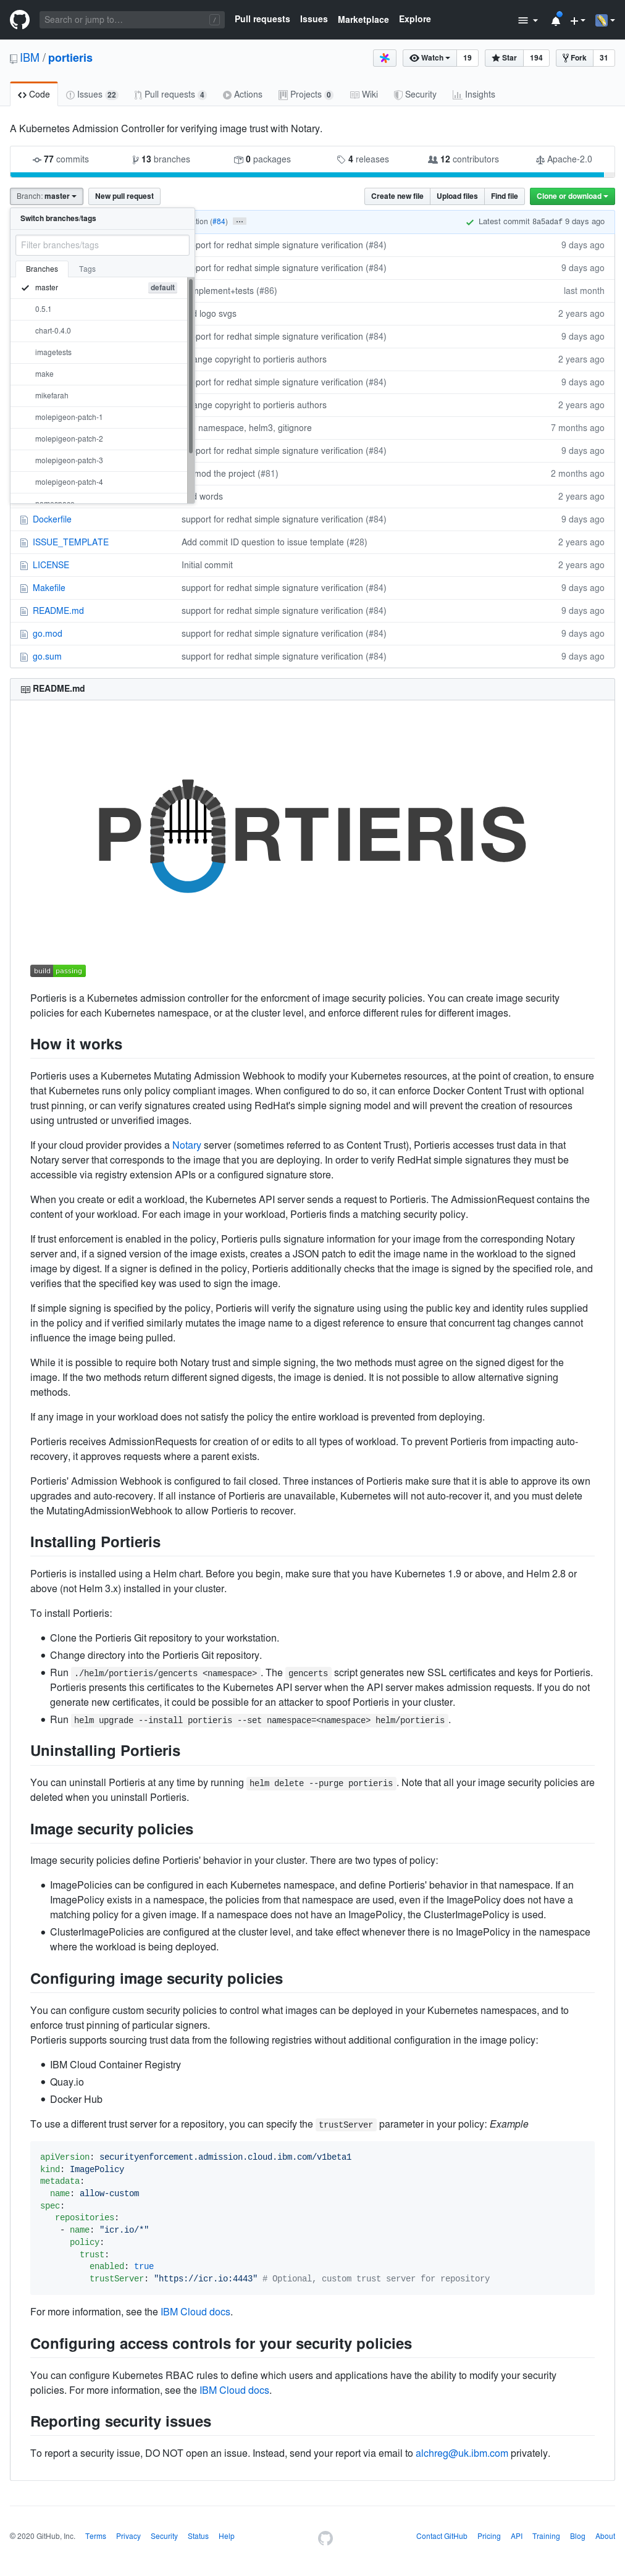 Search or jump to… /
Pull requests Issues Marketplace Explore
IBM / portieris
Watch 19 Star 194 Fork 31
Code Issues 22 Pull requests 4 Actions Projects 0 Wiki Security Insights
A Kubernetes Admission Controller for verifying image trust with Notary.
77 commits 13 branches 0 packages 4 releases 12 contributors Apache-2.0
Branch: master New pull request Create new file Upload files Find file Clone or download
Switch branches/tags
Filter branches/tags
Branches Tags
master default
0.5.1
chart-0.4.0
imagetests
make
mikefarah
molepigeon-patch-1
molepigeon-patch-2
molepigeon-patch-3
molepigeon-patch-4
(#84) … Latest commit 8a5adaf 9 days ago
for redhat simple signature verification (#84) 9 days ago
(#86) last month
logo svgs 2 years ago
for redhat simple signature verification (#84) 9 days ago
copyright to portieris authors 2 years ago
for redhat simple signature verification (#84) 9 days ago
copyright to portieris authors 2 years ago
namespace, helm3, gitignore 7 months ago
for redhat simple signature verification (#84) 9 days ago
mod the project (#81) 2 months ago
words 2 years ago
Dockerfile support for redhat simple signature verification (#84) 9 days ago
ISSUE_TEMPLATE Add commit ID question to issue template (#28) 2 years ago
LICENSE Initial commit 2 years ago
Makefile support for redhat simple signature verification (#84) 9 days ago
README.md support for redhat simple signature verification (#84) 9 days ago
go.mod support for redhat simple signature verification (#84) 9 days ago
go.sum support for redhat simple signature verification (#84) 9 days ago
README.md
PORTIERIS
build passing
Portieris is a Kubernetes admission controller for the enforcment of image security policies. You can create image security
policies for each Kubernetes namespace, or at the cluster level, and enforce different rules for different images.
How it works
Portieris uses a Kubernetes Mutating Admission Webhook to modify your Kubernetes resources, at the point of creation, to ensure
that Kubernetes runs only policy compliant images. When configured to do so, it can enforce Docker Content Trust with optional
trust pinning, or can verify signatures created using RedHat's simple signing model and will prevent the creation of resources
using untrusted or unverified images.
If your cloud provider provides a Notary server (sometimes referred to as Content Trust), Portieris accesses trust data in that
Notary server that corresponds to the image that you are deploying. In order to verify RedHat simple signatures they must be
accessible via registry extension APIs or a configured signature store.
When you create or edit a workload, the Kubernetes API server sends a request to Portieris. The AdmissionRequest contains the
content of your workload. For each image in your workload, Portieris finds a matching security policy.
If trust enforcement is enabled in the policy, Portieris pulls signature information for your image from the corresponding Notary
server and, if a signed version of the image exists, creates a JSON patch to edit the image name in the workload to the signed
image by digest. If a signer is defined in the policy, Portieris additionally checks that the image is signed by the specified role, and
verifies that the specified key was used to sign the image.
If simple signing is specified by the policy, Portieris will verify the signature using using the public key and identity rules supplied
in the policy and if verified similarly mutates the image name to a digest reference to ensure that concurrent tag changes cannot
influence the image being pulled.
While it is possible to require both Notary trust and simple signing, the two methods must agree on the signed digest for the
image. If the two methods return different signed digests, the image is denied. It is not possible to allow alternative signing
methods.
If any image in your workload does not satisfy the policy the entire workload is prevented from deploying.
Portieris receives AdmissionRequests for creation of or edits to all types of workload. To prevent Portieris from impacting auto-
recovery, it approves requests where a parent exists.
Portieris' Admission Webhook is configured to fail closed. Three instances of Portieris make sure that it is able to approve its own
upgrades and auto-recovery. If all instance of Portieris are unavailable, Kubernetes will not auto-recover it, and you must delete
the MutatingAdmissionWebhook to allow Portieris to recover.
Installing Portieris
Portieris is installed using a Helm chart. Before you begin, make sure that you have Kubernetes 1.9 or above, and Helm 2.8 or
above (not Helm 3.x) installed in your cluster.
To install Portieris:
Clone the Portieris Git repository to your workstation.
Change directory into the Portieris Git repository.
Run ./helm/portieris/gencerts <namespace>. The gencerts script generates new SSL certificates and keys for Portieris.
Portieris presents this certificates to the Kubernetes API server when the API server makes admission requests. If you do not
generate new certificates, it could be possible for an attacker to spoof Portieris in your cluster.
Run helm upgrade --install portieris --set namespace=<namespace> helm/portieris .
Uninstalling Portieris
You can uninstall Portieris at any time by running helm delete --purge portieris. Note that all your image security policies are
deleted when you uninstall Portieris.
Image security policies
Image security policies define Portieris' behavior in your cluster. There are two types of policy:
ImagePolicies can be configured in each Kubernetes namespace, and define Portieris' behavior in that namespace. If an
ImagePolicy exists in a namespace, the policies from that namespace are used, even if the ImagePolicy does not have a
matching policy for a given image. If a namespace does not have an ImagePolicy, the ClusterImagePolicy is used.
ClusterImagePolicies are configured at the cluster level, and take effect whenever there is no ImagePolicy in the namespace
where the workload is being deployed.
Configuring image security policies
You can configure custom security policies to control what images can be deployed in your Kubernetes namespaces, and to
enforce trust pinning of particular signers.
Portieris supports sourcing trust data from the following registries without additional configuration in the image policy:
IBM Cloud Container Registry
Quay.io
Docker Hub
To use a different trust server for a repository, you can specify the trustServer parameter in your policy: Example
apiVersion: securityenforcement.admission.cloud.ibm.com/v1beta1
kind: ImagePolicy
metadata:
name: allow-custom
spec:
repositories:
- name: "icr.io/*"
policy:
trust:
enabled: true
trustServer: "https://icr.io:4443" # Optional, custom trust server for repository
For more information, see the IBM Cloud docs.
Configuring access controls for your security policies
You can configure Kubernetes RBAC rules to define which users and applications have the ability to modify your security
policies. For more information, see the IBM Cloud docs.
Reporting security issues
To report a security issue, DO NOT open an issue. Instead, send your report via email to alchreg@uk.ibm.com privately.
© 2020 GitHub, Inc. Terms Privacy Security Status Help Contact GitHub Pricing API Training Blog About